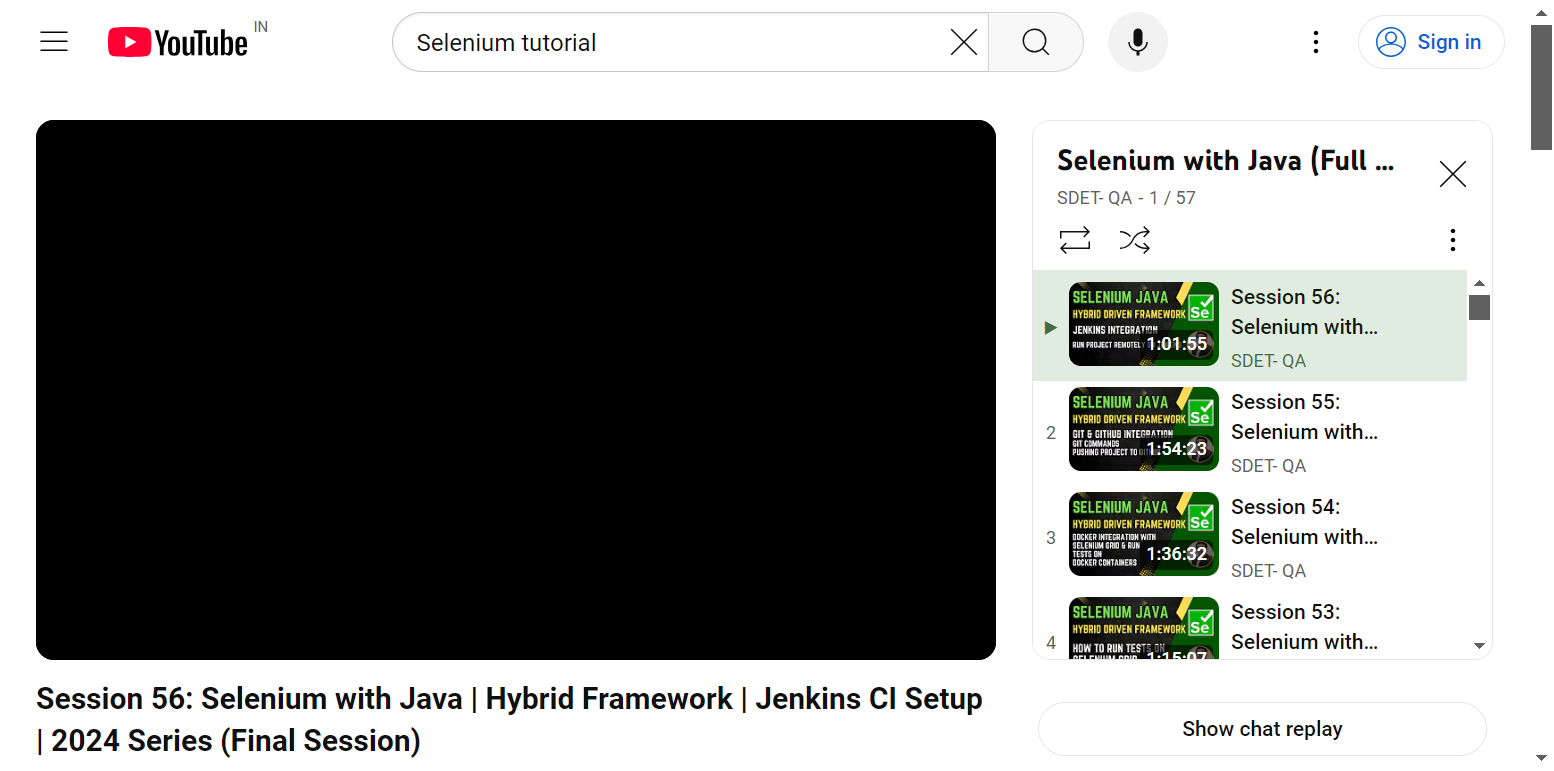 YouTube IN
Selenium tutorial
Sign in
Selenium with Java (Full ...
SDET- QA - 1 / 57
SELENIUM JAVA
HYBRID DRIVEN FRAMEWORK
JENKINS INTEGRATION
RUN PROJECT REMOTELY
Se
1:01:55
Session 56:
Selenium with...
SDET- QA
2
SELENIUM JAVA
HYBRID DRIVEN FRAMEWORK
GIT & GITHUB INTEGRATION
GIT COMMANDS
PUSHING PROJECT TO
Se
1:54:23
Session 55:
Selenium with...
SDET- QA
3
SELENIUM JAVA
HYBRID DRIVEN FRAMEWORK
DOCKER INTEGRATION WITH
SELENIUM GRID & RUN
TESTS ON
DOCKER CONTAINERS
Se
1:36:32
Session 54:
Selenium with...
SDET- QA
4
SELENIUM JAVA
HYBRID DRIVEN FRAMEWORK
HOW TO RUN TESTS ON
SELENIUM GRID
Se
1:15:07
Session 53:
Selenium with...
Session 56: Selenium with Java | Hybrid Framework | Jenkins CI Setup
| 2024 Series (Final Session)
Show chat replay